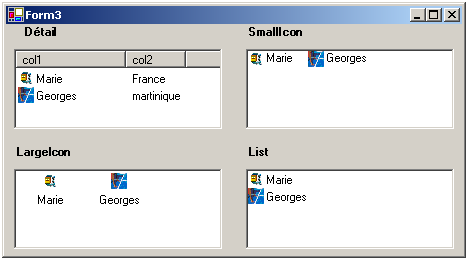 Form3
Détail
SmallIcon
col1 col2
Marie France
Georges martinique
Marie Georges
LargeIcon
List
Marie Georges
Marie
Georges